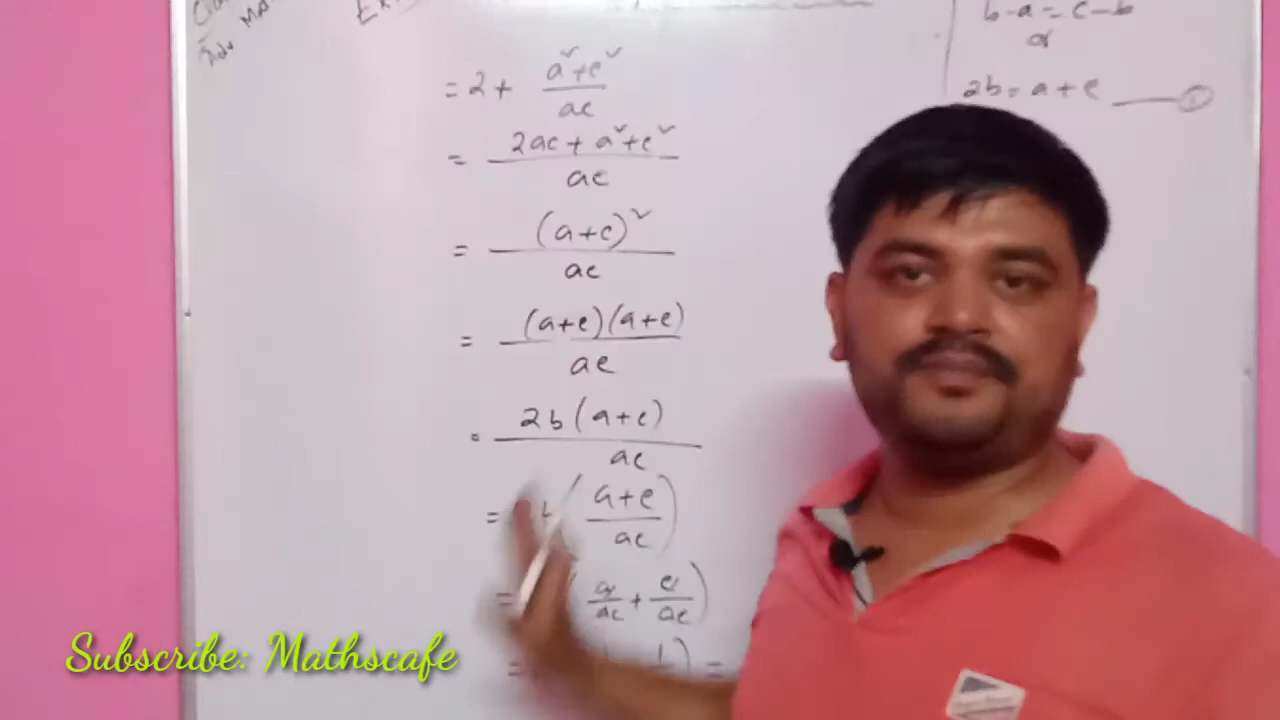 b-a = c-b
or
2b = a+c ——①
= 2 + (a²+c²)/ac
= (2ac + a²+c²)/ac
= (a+c)²/ac
= (a+c)(a+c)/ac
= 2b(a+c)/ac
= ((a+c)/ac)
= (a/ac + c/ac)
=
Subscribe: Mathscafe